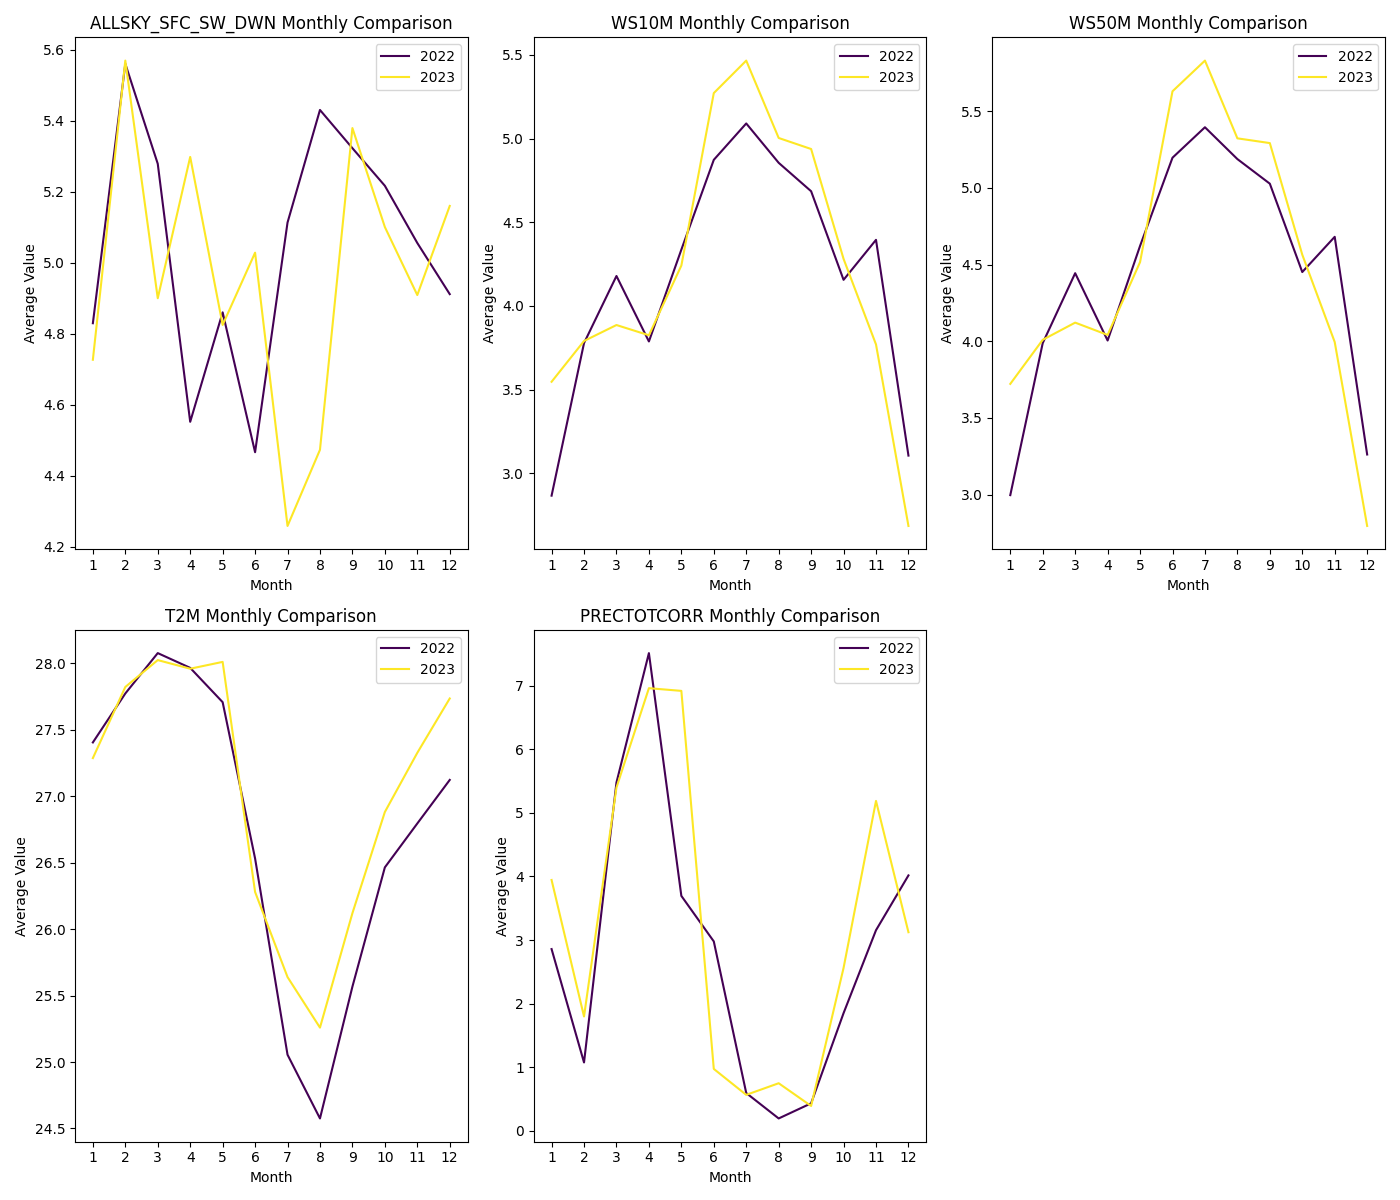 ALLSKY_SFC_SW_DWN Monthly Comparison
2022
2023
5.6
5.4
5.2
5.0
4.8
4.6
4.4
4.2
Average Value
1 2 3 4 5 6 7 8 9 10 11 12
Month
WS10M Monthly Comparison
2022
2023
5.5
5.0
4.5
4.0
3.5
3.0
Average Value
1 2 3 4 5 6 7 8 9 10 11 12
Month
WS50M Monthly Comparison
2022
2023
5.5
5.0
4.5
4.0
3.5
3.0
Average Value
1 2 3 4 5 6 7 8 9 10 11 12
Month
T2M Monthly Comparison
2022
2023
28.0
27.5
27.0
26.5
26.0
25.5
25.0
24.5
Average Value
1 2 3 4 5 6 7 8 9 10 11 12
Month
PRECTOTCORR Monthly Comparison
2022
2023
7
6
5
4
3
2
1
0
Average Value
1 2 3 4 5 6 7 8 9 10 11 12
Month